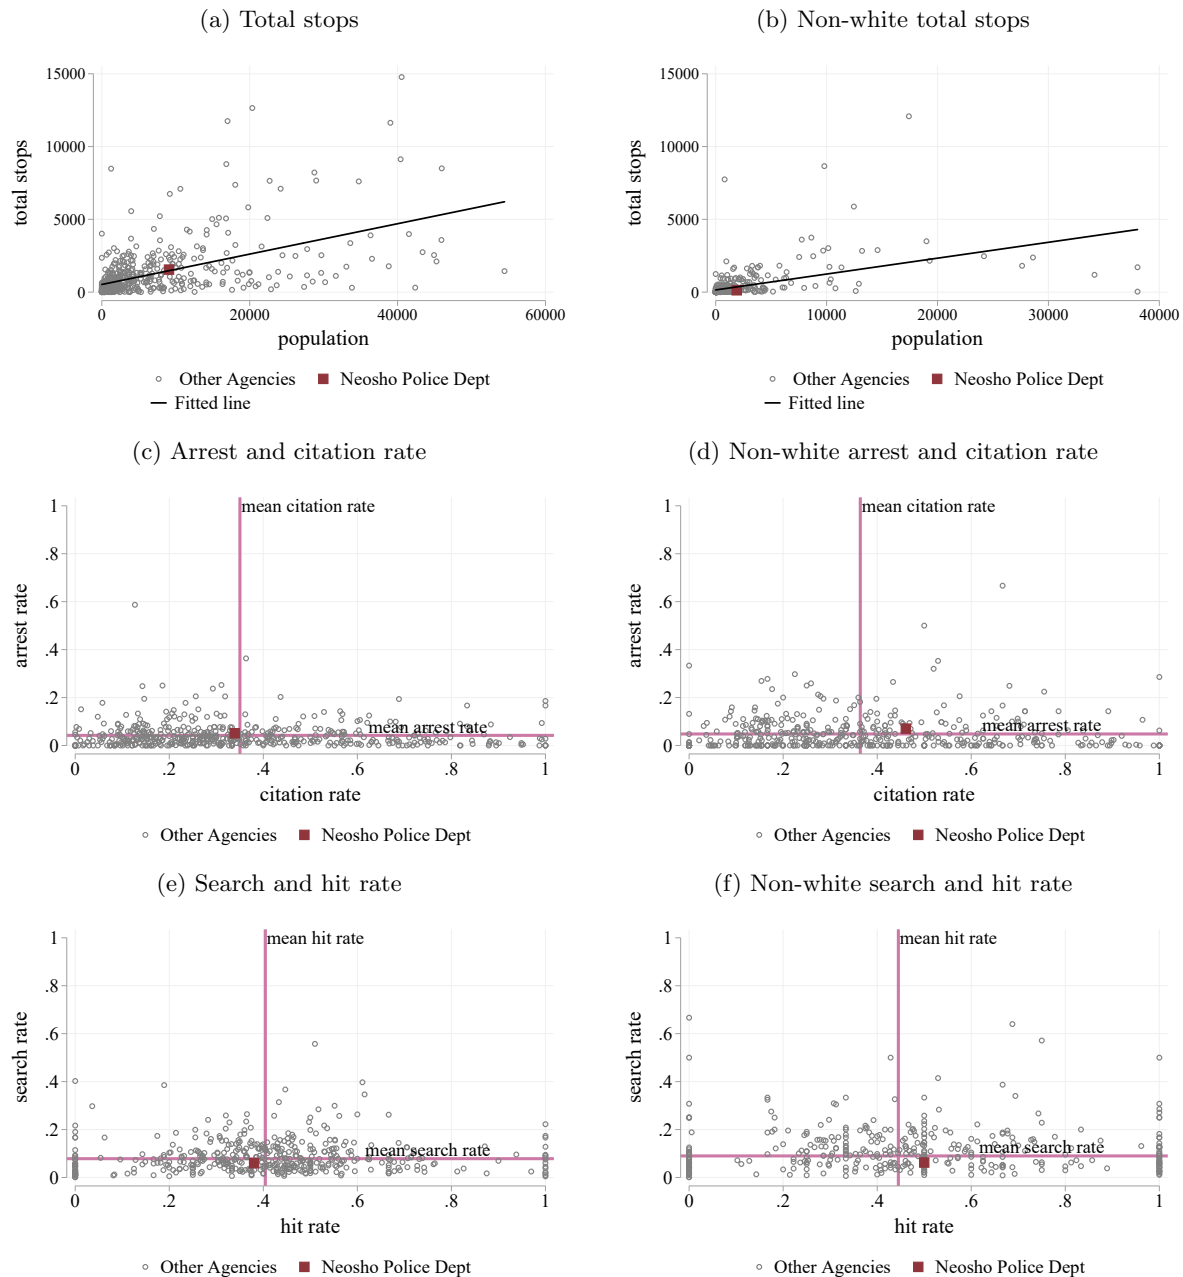 (a) Total stops
total stops
15000
10000
5000
0
0 20000 40000 60000
population
Other Agencies Neosho Police Dept
Fitted line
(b) Non-white total stops
total stops
15000
10000
5000
0
0 10000 20000 30000 40000
population
Other Agencies Neosho Police Dept
Fitted line
(c) Arrest and citation rate
arrest rate
1
.8
.6
.4
.2
0
mean citation rate
mean arrest rate
0 .2 .4 .6 .8 1
citation rate
Other Agencies Neosho Police Dept
(d) Non-white arrest and citation rate
arrest rate
1
.8
.6
.4
.2
0
mean citation rate
mean arrest rate
0 .2 .4 .6 .8 1
citation rate
Other Agencies Neosho Police Dept
(e) Search and hit rate
search rate
1
.8
.6
.4
.2
0
mean hit rate
mean search rate
0 .2 .4 .6 .8 1
hit rate
Other Agencies Neosho Police Dept
(f) Non-white search and hit rate
search rate
1
.8
.6
.4
.2
0
mean hit rate
mean search rate
0 .2 .4 .6 .8 1
hit rate
Other Agencies Neosho Police Dept